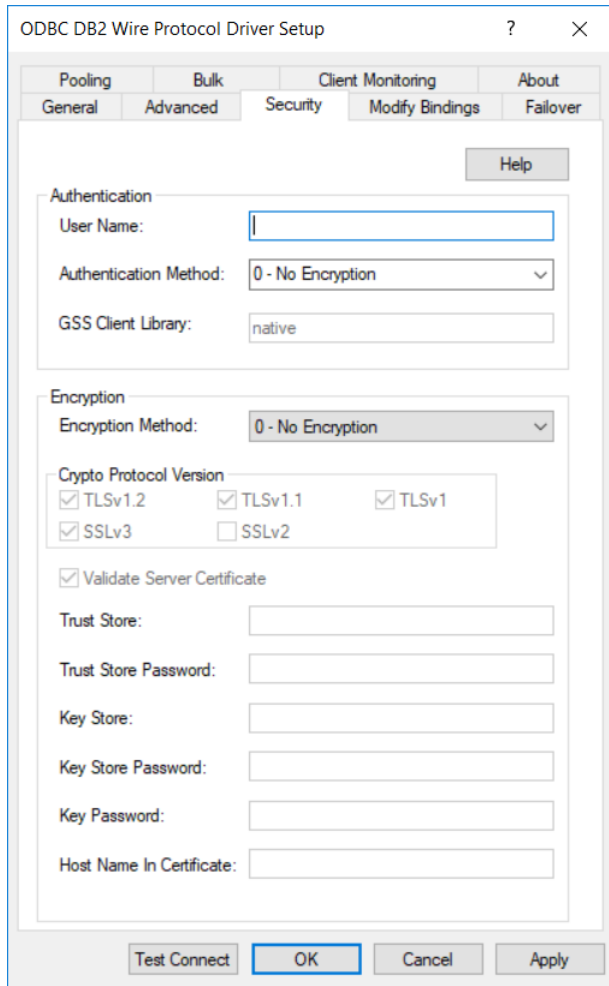 ODBC DB2 Wire Protocol Driver Setup ?
Pooling Bulk Client Monitoring About
General Advanced Security Modify Bindings Failover
Help
Authentication
User Name:
Authentication Method: 0 - No Encryption
GSS Client Library: native
Encryption
Encryption Method: 0 - No Encryption
Crypto Protocol Version
TLSv1.2 TLSv1.1 TLSv1
SSLv3 SSLv2
Validate Server Certificate
Trust Store:
Trust Store Password:
Key Store:
Key Store Password:
Key Password:
Host Name In Certificate:
Test Connect OK Cancel Apply